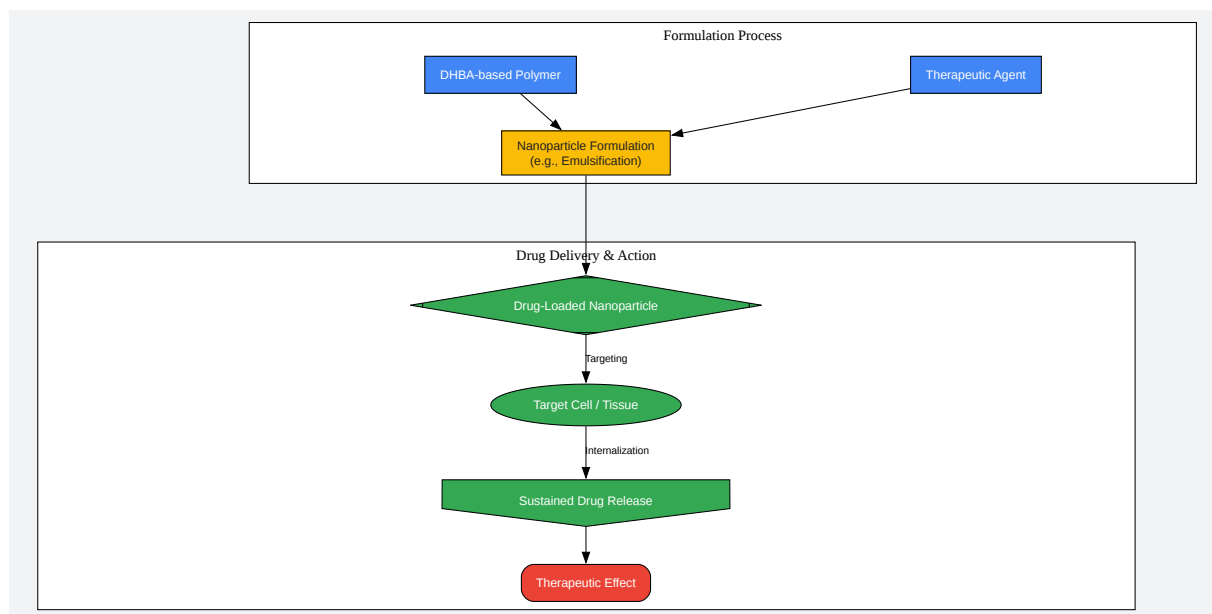 Formulation Process
DHBA-based Polymer
Therapeutic Agent
Nanoparticle Formulation
(e.g., Emulsification)
Drug Delivery & Action
Drug-Loaded Nanoparticle
Targeting
Target Cell / Tissue
Internalization
Sustained Drug Release
Therapeutic Effect